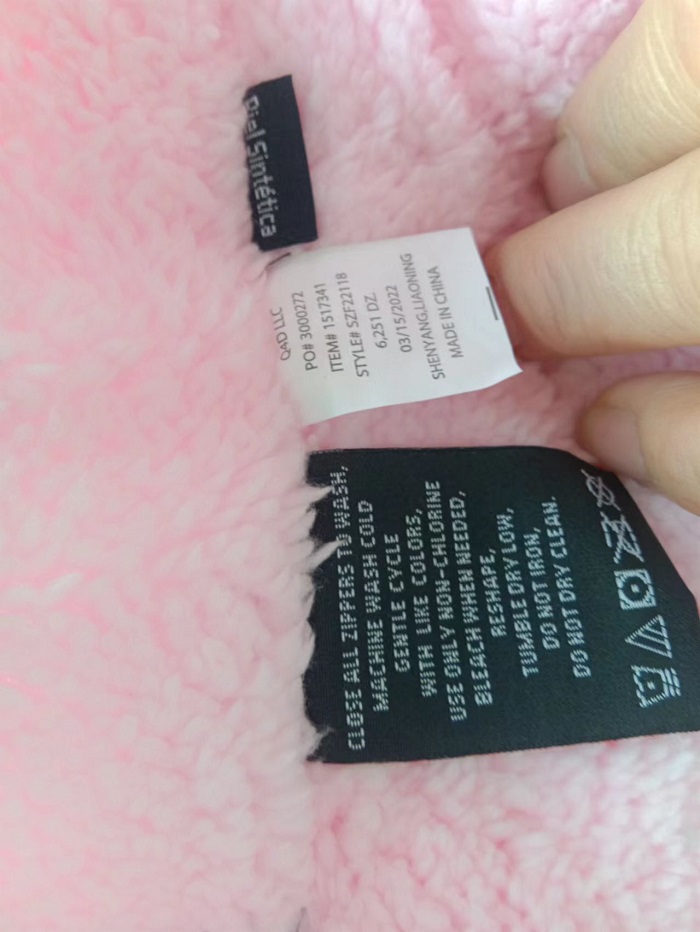 Piel Sintética
Q4D LLC
PO# 3000272
ITEM# 1517341
STYLE# SZF22118
6,251 DZ.
03/15/2022
SHENYANG,LIAONING
MADE IN CHINA
CLOSE ALL ZIPPERS TO WASH,
MACHINE WASH COLD
GENTLE CYCLE
WITH LIKE COLORS,
USE ONLY NON-CHLORINE
BLEACH WHEN NEEDED,
RESHAPE,
TUMBLE DRY LOW,
DO NOT IRON,
DO NOT DRY CLEAN.